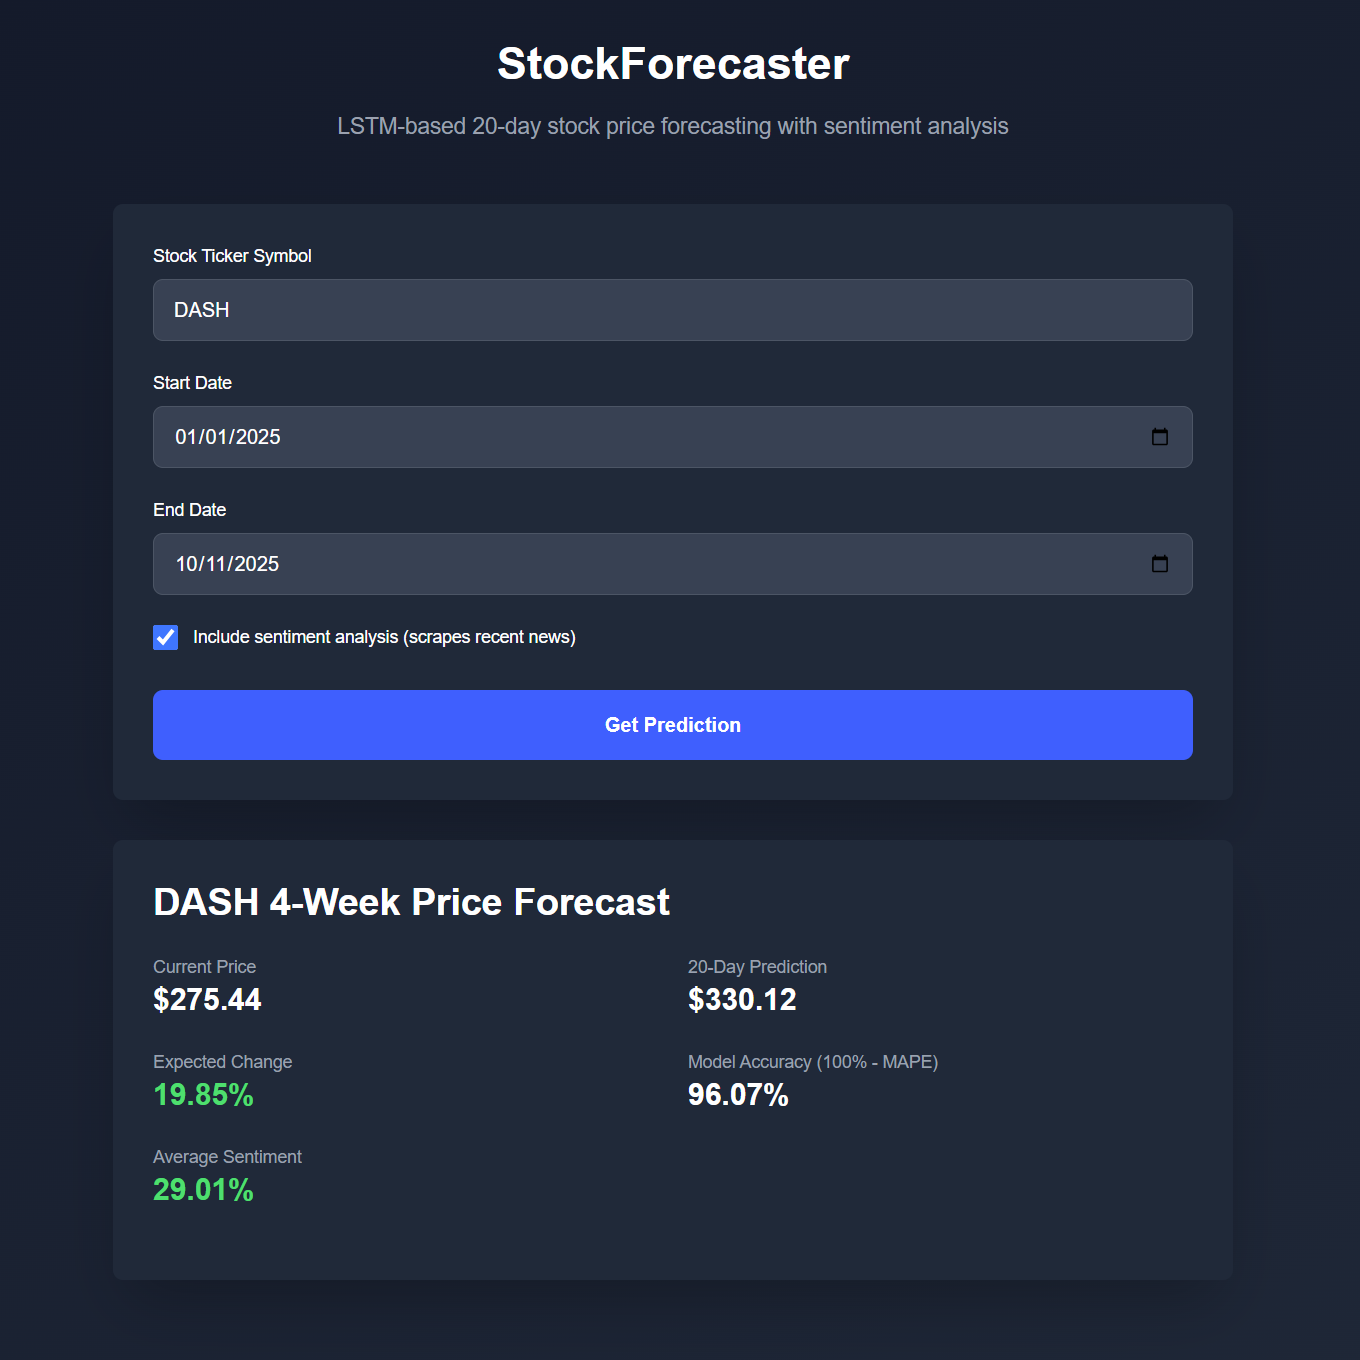 StockForecaster
LSTM-based 20-day stock price forecasting with sentiment analysis
Stock Ticker Symbol
DASH
Start Date
01/01/2025
End Date
10/11/2025
Include sentiment analysis (scrapes recent news)
Get Prediction
DASH 4-Week Price Forecast
Current Price
$275.44
20-Day Prediction
$330.12
Expected Change
19.85%
Model Accuracy (100% - MAPE)
96.07%
Average Sentiment
29.01%